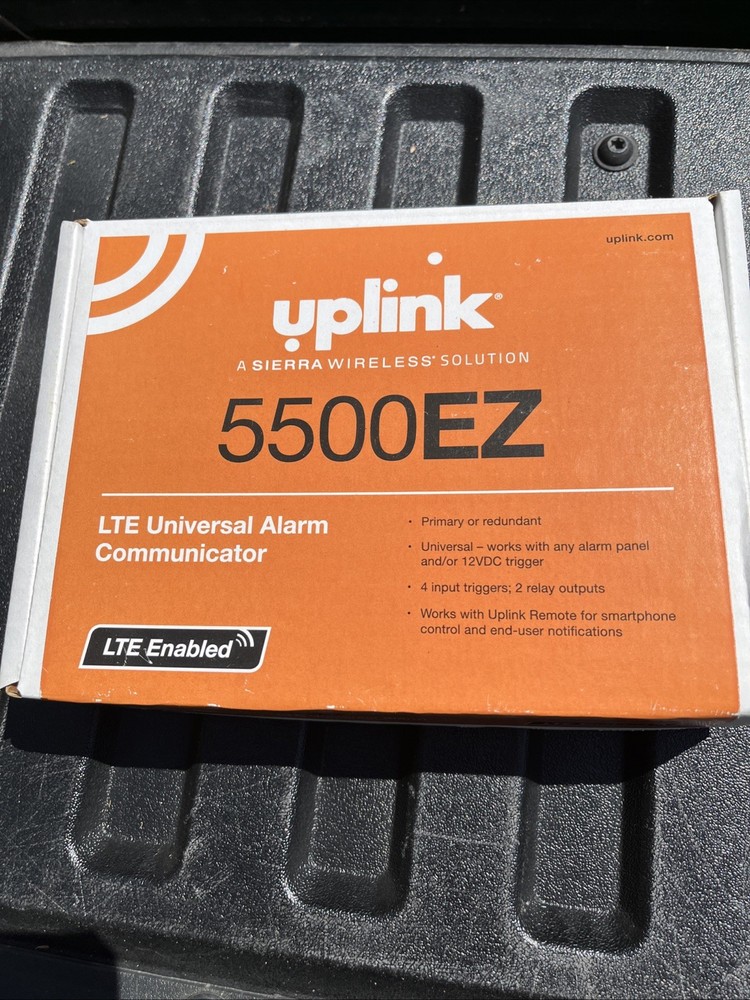 uplink.com
uplink®
A SIERRA WIRELESS® SOLUTION
5500EZ
LTE Universal Alarm
Communicator
LTE Enabled
• Primary or redundant
• Universal – works with any alarm panel
and/or 12VDC trigger
• 4 input triggers; 2 relay outputs
• Works with Uplink Remote for smartphone
control and end-user notifications